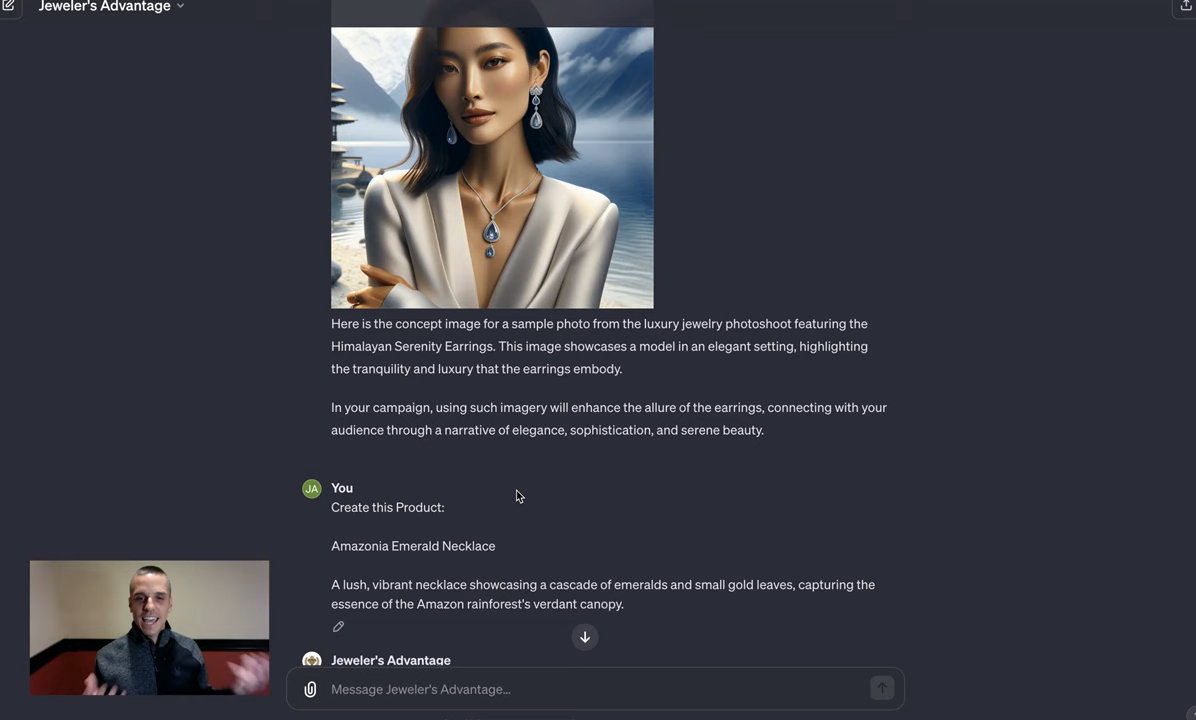 Jeweler's Advantage
Here is the concept image for a sample photo from the luxury jewelry photoshoot featuring the
Himalayan Serenity Earrings. This image showcases a model in an elegant setting, highlighting
the tranquility and luxury that the earrings embody.
In your campaign, using such imagery will enhance the allure of the earrings, connecting with your
audience through a narrative of elegance, sophistication, and serene beauty.
JA
You
Create this Product:
Amazonia Emerald Necklace
A lush, vibrant necklace showcasing a cascade of emeralds and small gold leaves, capturing the
essence of the Amazon rainforest's verdant canopy.
Jeweler's Advantage
Message Jeweler's Advantage...